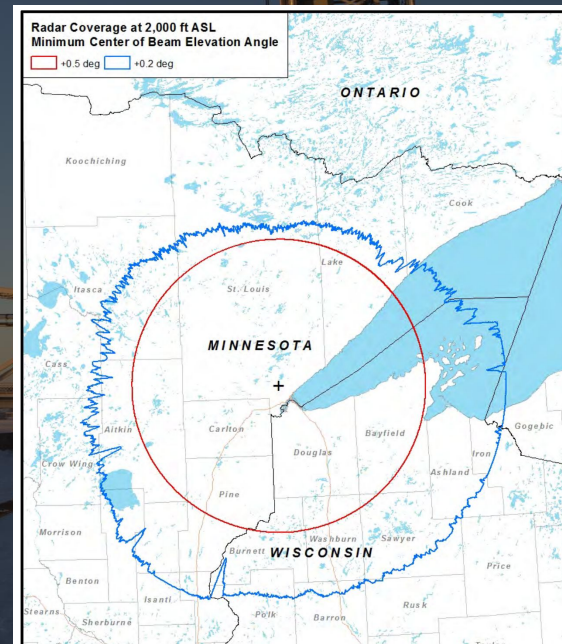 Radar Coverage at 2,000 ft ASL
Minimum Center of Beam Elevation Angle
+0.5 deg +0.2 deg
ONTARIO
Koochiching
Cook
Lake
Itasca
St. Louis
MINNESOTA
Cass
Aitkin
Carlton
Bayfield
Gogebic
Douglas
Iron
Crow Wing
Ashland
Pine
Morrison
Washburn
Sawyer
Burnett
WISCONSIN
Price
Benton
Isanti
Rusk
Stearns
Polk
Barron
Sherburne